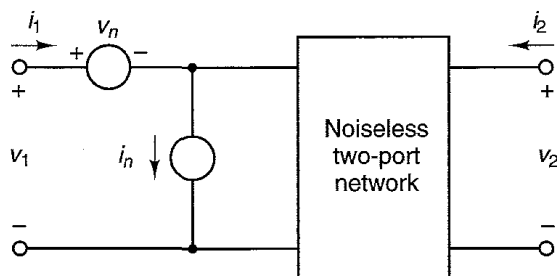 i1 vn i2
+ −
+ +
v1 in Noiseless two-port network v2
− −